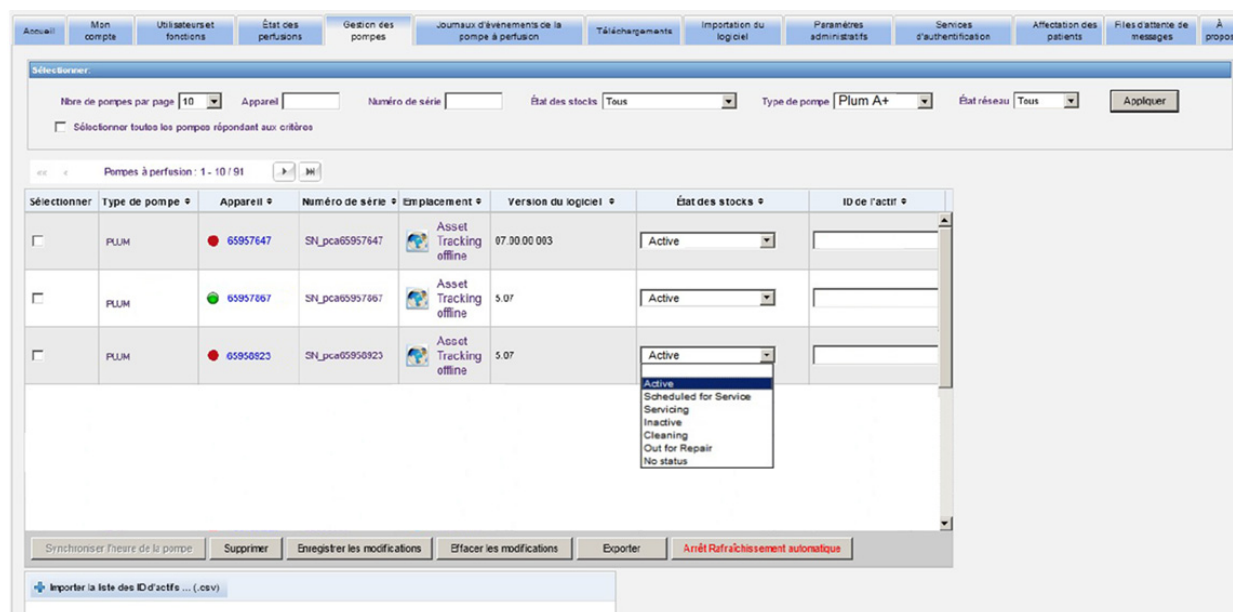 Accueil
Mon compte
Utilisateurs et fonctions
État des perfusions
Gestion des pompes
Journaux d'évènements de la pompe à perfusion
Téléchargements
Importation du logiciel
Paramètres administratifs
Services d'authentification
Affectation des patients
Files d'attente de messages
À propos
Sélectionner:
Nbre de pompes par page 10 Appareil Numéro de série État des stocks Tous Type de pompe Plum A+ État réseau Tous Appliquer
Sélectionner toutes les pompes répondant aux critères
Pompes à perfusion : 1 - 10 / 91
Sélectionner Type de pompe Appareil Numéro de série Emplacement Version du logiciel État des stocks ID de l'actif
PLUM 65957647 SN_pca65957647 Asset Tracking offline 07.00.00 003 Active
PLUM 65957867 SN_pca65957867 Asset Tracking offline 5.07 Active
PLUM 65958923 SN_pca65958923 Asset Tracking offline 5.07 Active
Active
Scheduled for Service
Servicing
Inactive
Cleaning
Out for Repair
No status
Synchroniser l'heure de la pompe Supprimer Enregistrer les modifications Effacer les modifications Exporter Arrêt Rafraîchissement automatique
Importer la liste des ID d'actifs ... (.csv)